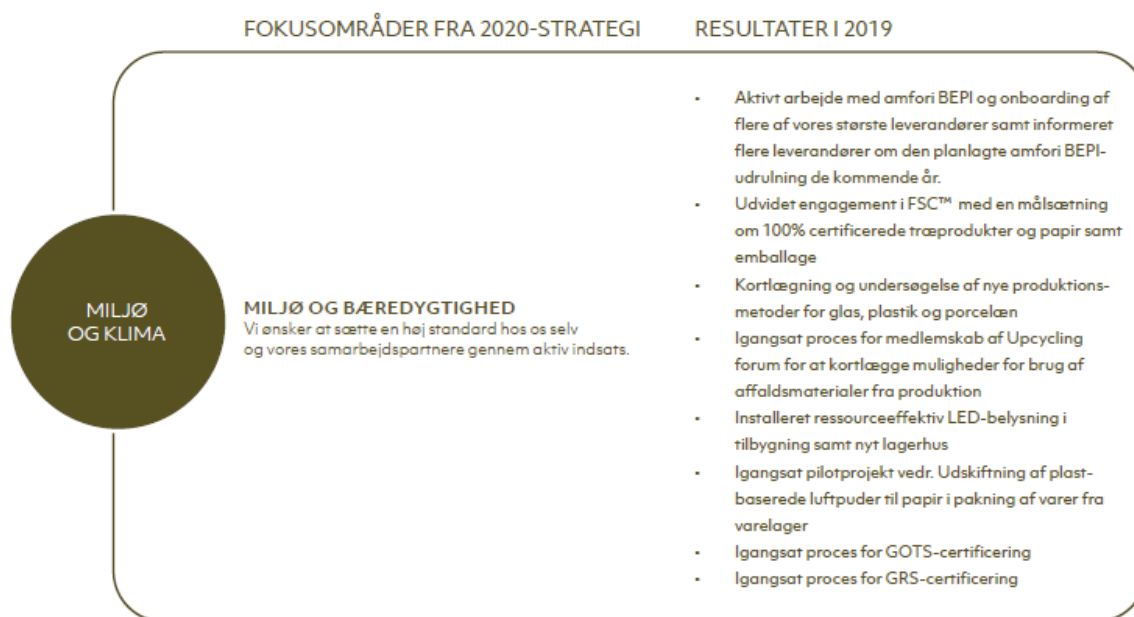 FOKUSOMRÅDER FRA 2020-STRATEGI
RESULTATER I 2019
MILJØ
OG KLIMA
MILJØ OG BÆREDYGTIGHED
Vi ønsker at sætte en høj standard hos os selv
og vores samarbejdspartnere gennem aktiv indsats.
• Aktivt arbejde med amfori BEPI og onboarding af
flere af vores største leverandører samt informeret
flere leverandører om den planlagte amfori BEPI-
udrulning de kommende år.
• Udvidet engagement i FSC™ med en målsætning
om 100% certificerede træprodukter og papir samt
emballage
• Kortlægning og undersøgelse af nye produktions-
metoder for glas, plastik og porcelæn
• Igangsat proces for medlemskab af Upcycling
forum for at kortlægge muligheder for brug af
affaldsmaterialer fra produktion
• Installeret ressourceeffektiv LED-belysning i
tilbygning samt nyt lagerhus
• Igangsat pilotprojekt vedr. Udskiftning af plast-
baserede luftpuder til papir i pakning af varer fra
varelager
• Igangsat proces for GOTS-certificering
• Igangsat proces for GRS-certificering